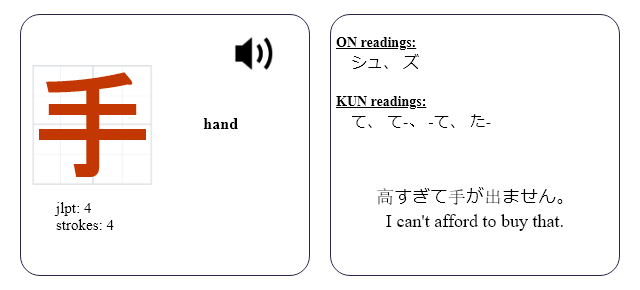 手
hand
jlpt: 4
strokes: 4
ON readings:
シュ、 ズ
KUN readings:
て、 て-、 -て、 た-
高すぎて手が出ません。
I can't afford to buy that.